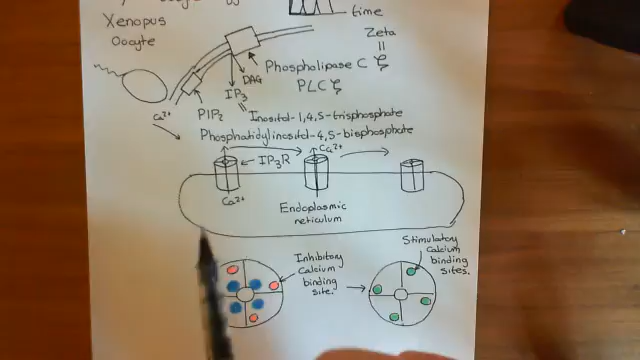 time
Xenopus
Oocyte
Zeta
=
ζ
Phospholipase C
PLC ζ
DAG
IP3
=
Inositol-1,4,5-trisphosphate
PIP2
Ca2+
Phosphatidylinositol-4,5-bisphosphate
Ca2+
IP3R
Ca2+
Endoplasmic
reticulum
Inhibitory
Calcium
binding
site.
Stimulatory
Calcium
binding
sites.